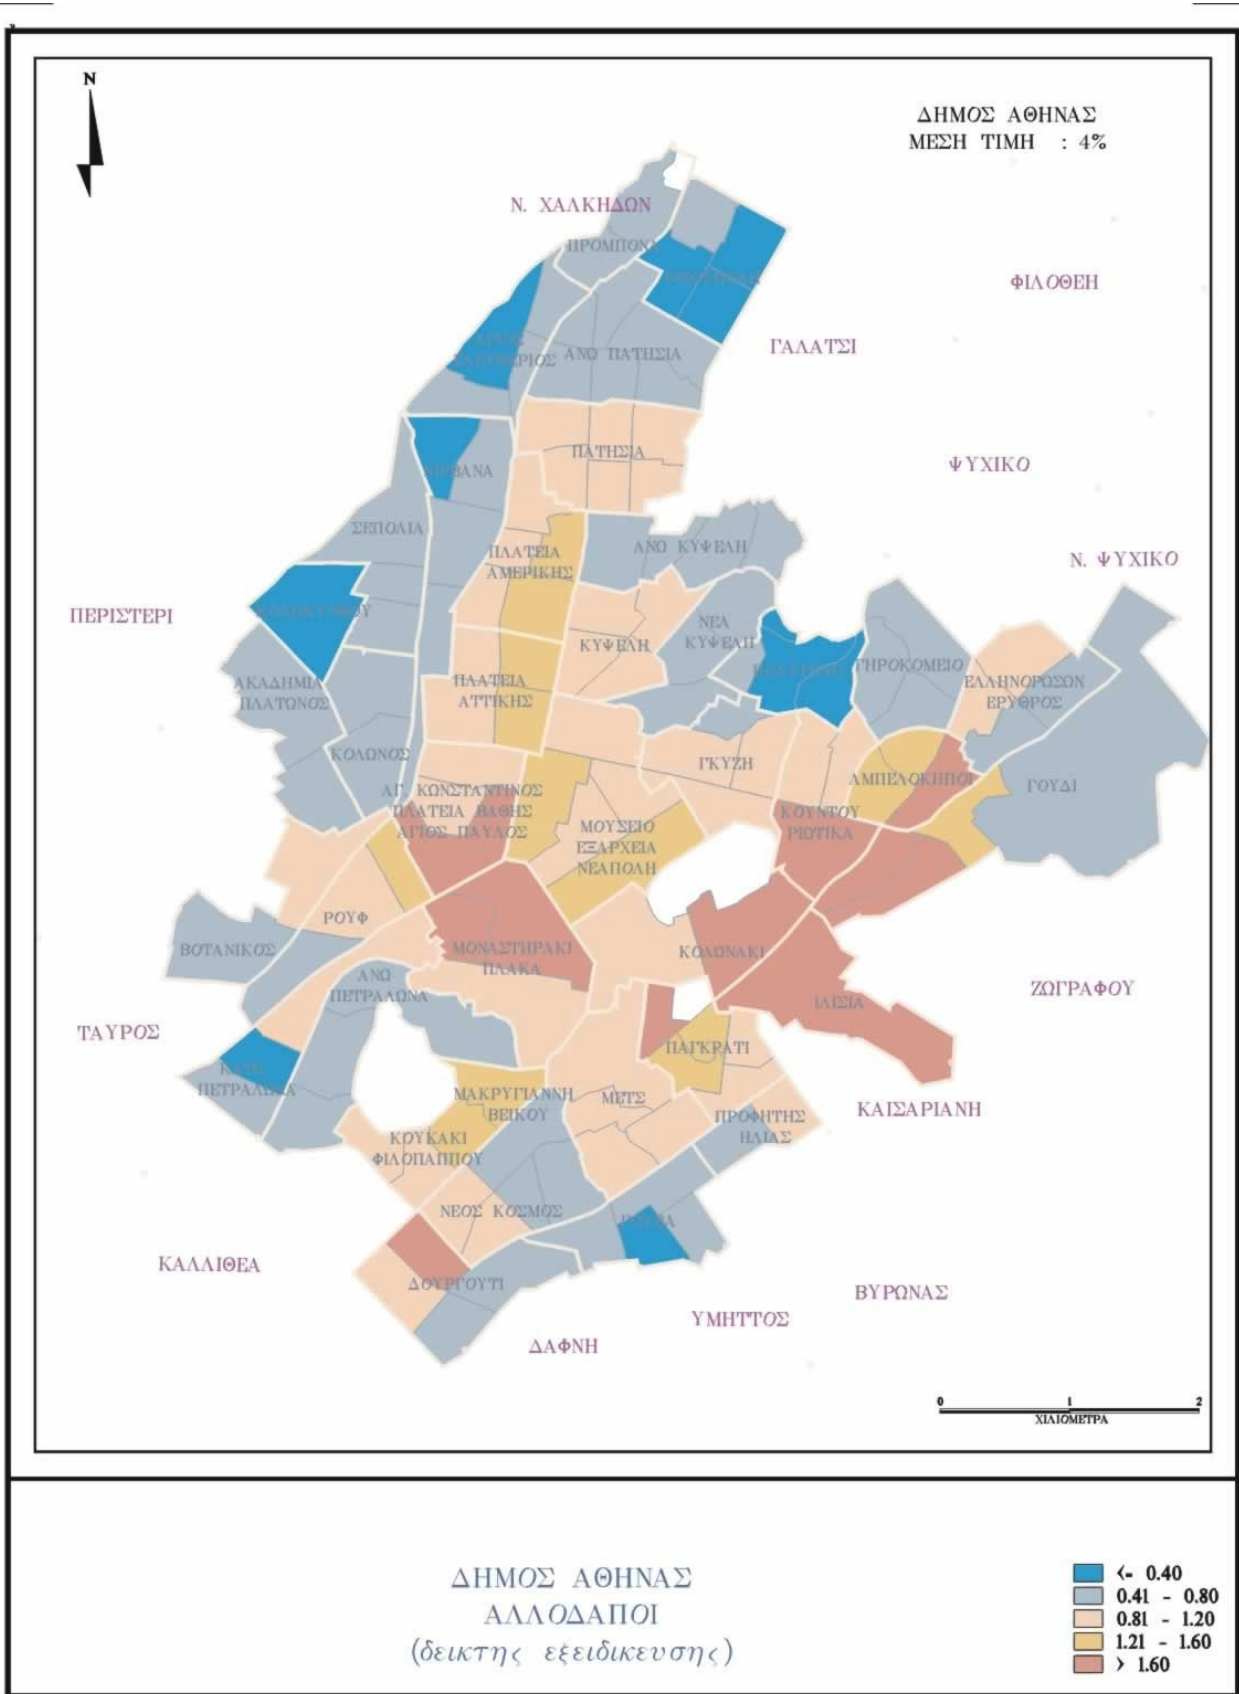 N
ΔΗΜΟΣ ΑΘΗΝΑΣ
ΜΕΣΗ ΤΙΜΗ : 4%
Ν. ΧΑΛΚΗΔΩΝ
ΠΡΟΜΠΟΝΑ
ΦΙΛΟΘΕΗ
ΓΑΛΑΤΣΙ
ΑΝΩ ΠΑΤΗΣΙΑ
ΠΑΤΗΣΙΑ
ΨΥΧΙΚΟ
ΣΕΠΟΛΙΑ
ΑΝΩ ΚΥΨΕΛΗ
Ν. ΨΥΧΙΚΟ
ΠΛΑΤΕΙΑ
ΑΜΕΡΙΚΗΣ
ΠΕΡΙΣΤΕΡΙ
ΝΕΑ
ΚΥΨΕΛΗ
ΚΥΨΕΛΗ
ΓΗΡΟΚΟΜΕΙΟ
ΕΛΛΗΝΟΡΩΣΩΝ
ΕΡΥΘΡΟΣ
ΑΚΑΔΗΜΙΑ
ΠΛΑΤΩΝΟΣ
ΠΛΑΤΕΙΑ
ΑΤΤΙΚΗΣ
ΚΟΛΩΝΟΣ
ΓΚΥΖΗ
ΑΜΠΕΛΟΚΗΠΟΙ
ΓΟΥΔΙ
ΑΓ. ΚΩΝΣΤΑΝΤΙΝΟΣ
ΠΛΑΤΕΙΑ ΒΑΘΗΣ
ΑΓΙΟΣ ΠΑΥΛΟΣ
ΜΟΥΣΕΙΟ
ΕΞΑΡΧΕΙΑ
ΝΕΑΠΟΛΗ
ΚΟΥΝΤΟΥ
ΡΙΩΤΙΚΑ
ΡΟΥΦ
ΒΟΤΑΝΙΚΟΣ
ΜΟΝΑΣΤΗΡΑΚΙ
ΠΛΑΚΑ
ΚΟΛΩΝΑΚΙ
ΑΝΩ
ΠΕΤΡΑΛΩΝΑ
ΙΛΙΣΙΑ
ΖΩΓΡΑΦΟΥ
ΤΑΥΡΟΣ
ΠΑΓΚΡΑΤΙ
ΚΑΤΩ
ΠΕΤΡΑΛΩΝΑ
ΜΑΚΡΥΓΙΑΝΝΗ
ΒΕΙΚΟΥ
ΜΕΤΣ
ΚΑΙΣΑΡΙΑΝΗ
ΠΡΟΦΗΤΗΣ
ΗΛΙΑΣ
ΚΟΥΚΑΚΙ
ΦΙΛΟΠΑΠΠΟΥ
ΝΕΟΣ ΚΟΣΜΟΣ
ΚΑΛΛΙΘΕΑ
ΔΟΥΡΓΟΥΤΙ
ΒΥΡΩΝΑΣ
ΥΜΗΤΤΟΣ
ΔΑΦΝΗ
0 1 2
ΧΙΛΙΟΜΕΤΡΑ
ΔΗΜΟΣ ΑΘΗΝΑΣ
ΑΛΛΟΔΑΠΟΙ
(δεικτης εξειδικευσης)
<- 0.40
0.41 - 0.80
0.81 - 1.20
1.21 - 1.60
> 1.60